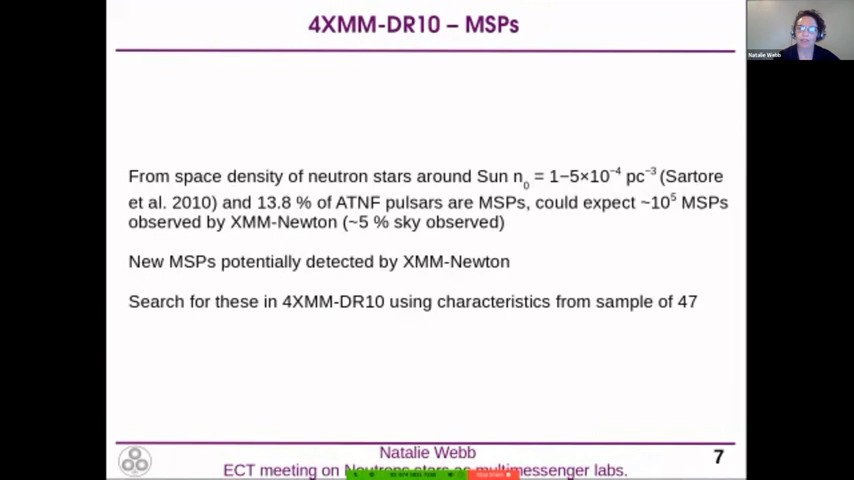 4XMM-DR10 – MSPs
Natalie Webb
From space density of neutron stars around Sun n₀ = 1−5×10⁻⁴ pc⁻³ (Sartore
et al. 2010) and 13.8 % of ATNF pulsars are MSPs, could expect ~10⁵ MSPs
observed by XMM-Newton (~5 % sky observed)
New MSPs potentially detected by XMM-Newton
Search for these in 4XMM-DR10 using characteristics from sample of 47
Natalie Webb
7
ECT meeting on Neutrons stars as multimessenger labs.